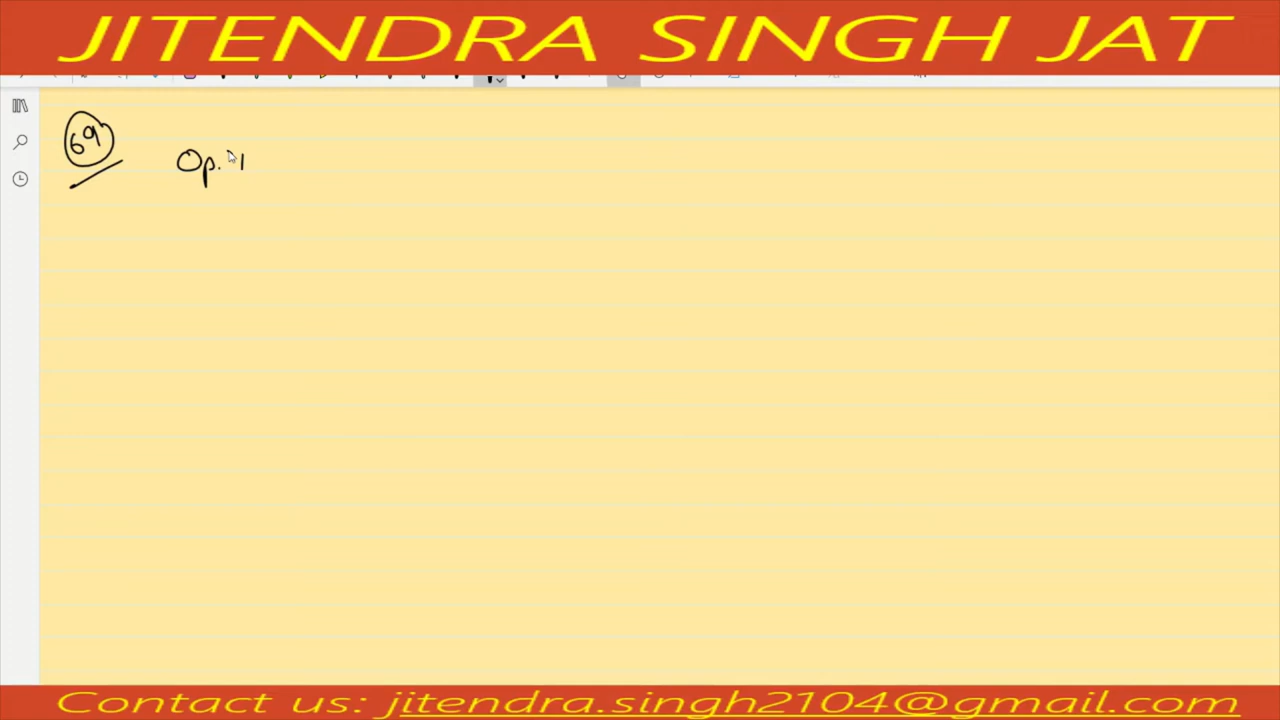 JITENDRA SINGH JAT
69
Op.
Contact us: jitendra.singh2104@gmail.com